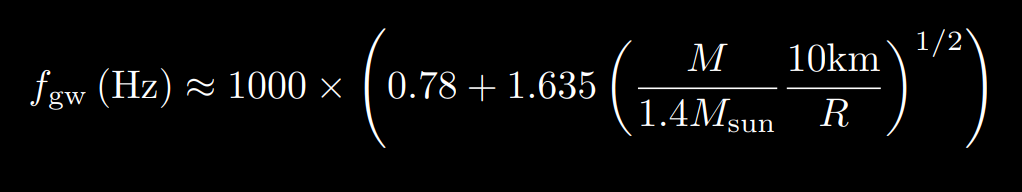 f_gw (Hz) ≈ 1000 × (0.78 + 1.635 (M/1.4M_sun 10km/R)^1/2)